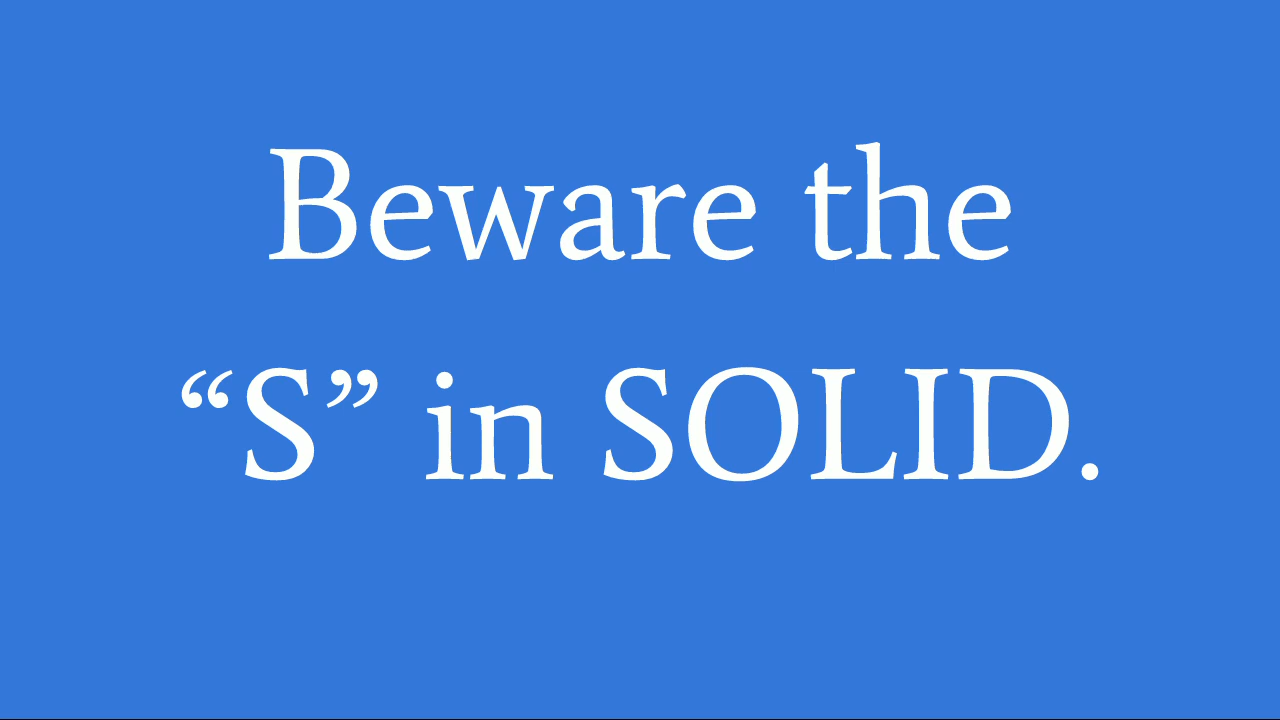 Beware the
“S” in SOLID.